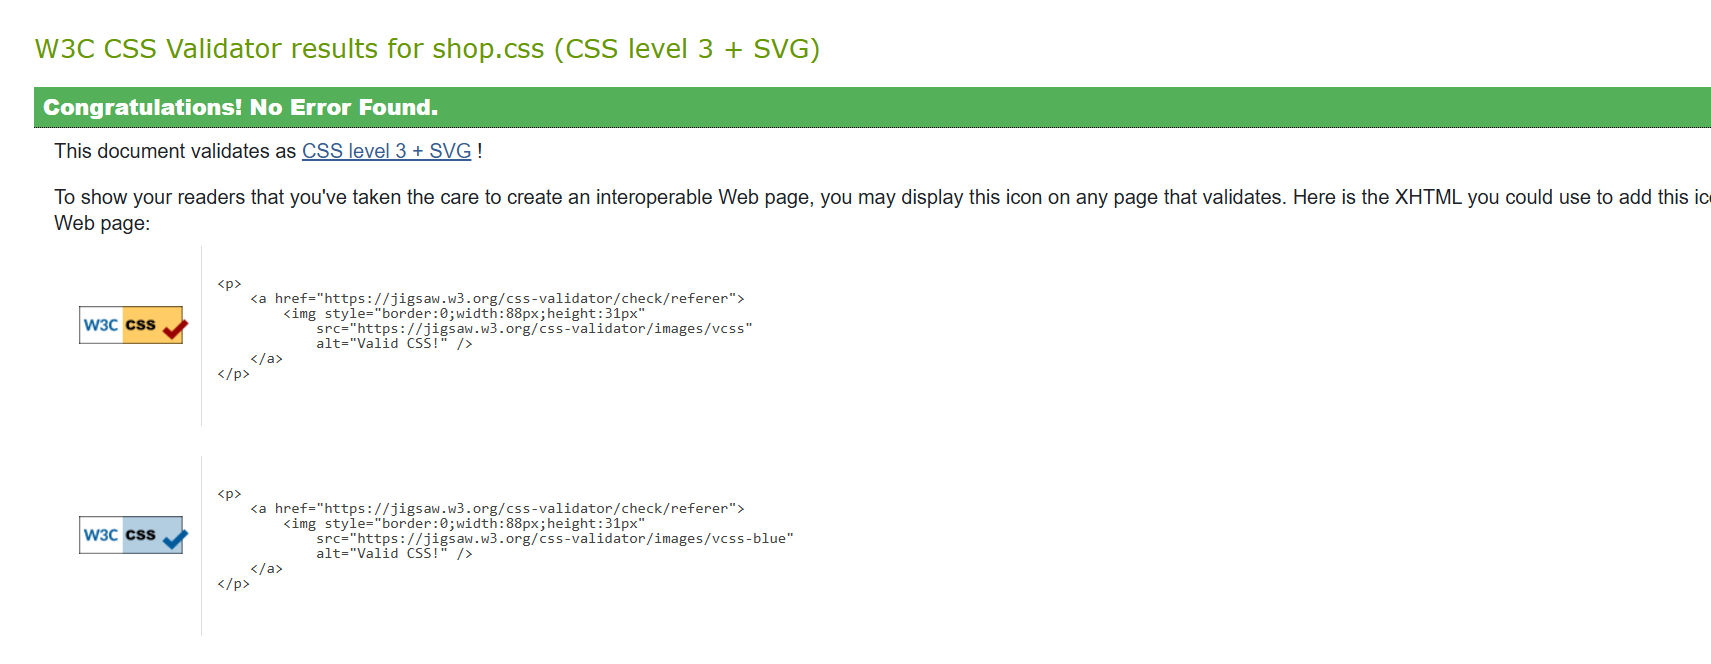 W3C CSS Validator results for shop.css (CSS level 3 + SVG)
Congratulations! No Error Found.
This document validates as CSS level 3 + SVG !
To show your readers that you've taken the care to create an interoperable Web page, you may display this icon on any page that validates. Here is the XHTML you could use to add this
Web page:
W3C css
<p>
    <a href="https://jigsaw.w3.org/css-validator/check/referer">
        <img style="border:0;width:88px;height:31px"
            src="https://jigsaw.w3.org/css-validator/images/vcss"
            alt="Valid CSS!" />
    </a>
</p>
W3C css
<p>
    <a href="https://jigsaw.w3.org/css-validator/check/referer">
        <img style="border:0;width:88px;height:31px"
            src="https://jigsaw.w3.org/css-validator/images/vcss-blue"
            alt="Valid CSS!" />
    </a>
</p>